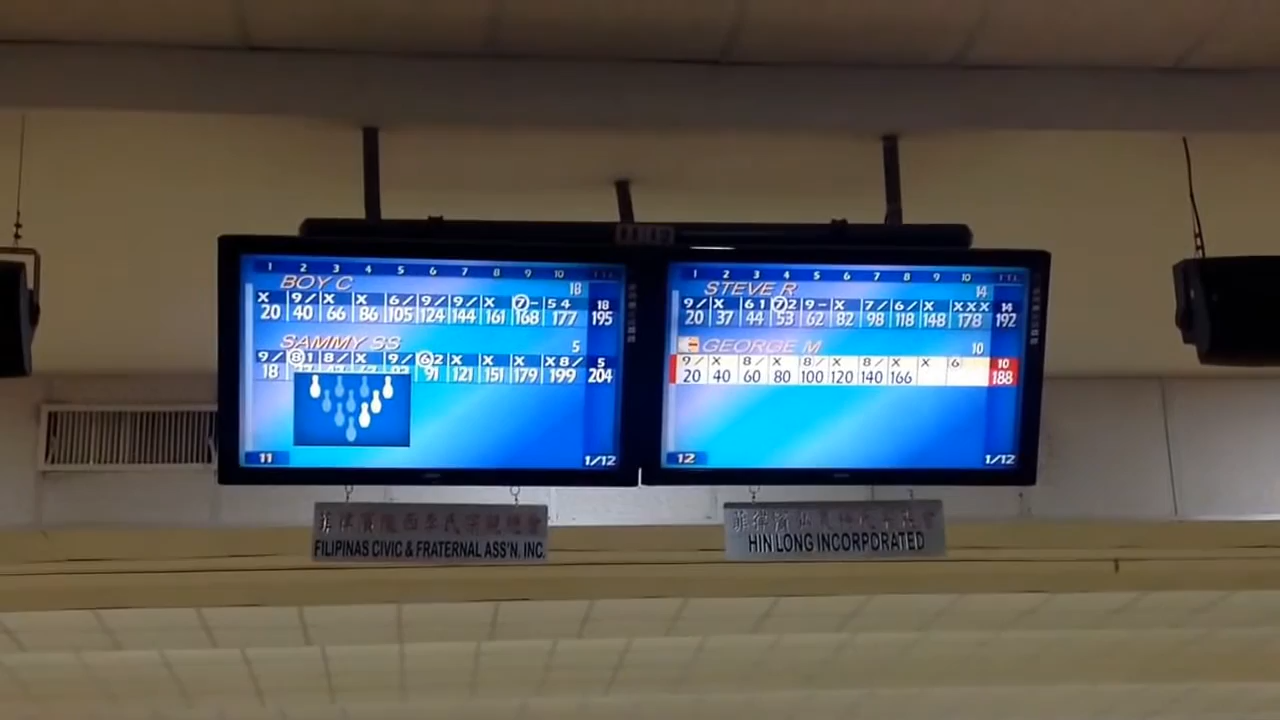 1 2 3 4 5 6 7 8 9 10 TTL
BOY C 18
X 9/ X X 6/ 9/ 9/ X 7- 5 4 18
20 40 66 86 105 124 144 161 168 177 195
SAMMY SS 5
9/ 8 1 8/ X 9/ 6 2 X X X X 8/ 5
18 91 121 151 179 199 204
11 1/12
1 2 3 4 5 6 7 8 9 10 TTL
STEVE R 14
9/ X 6 1 7 2 9- X 7/ 6/ X X X X 14
20 37 44 53 62 82 98 118 148 178 192
GEORGE M 10
9/ X 8/ X 8/ X 8/ X X 6 10
20 40 60 80 100 120 140 166 188
12 1/12
FILIPINAS CIVIC & FRATERNAL ASS'N. INC.
HIN LONG INCORPORATED